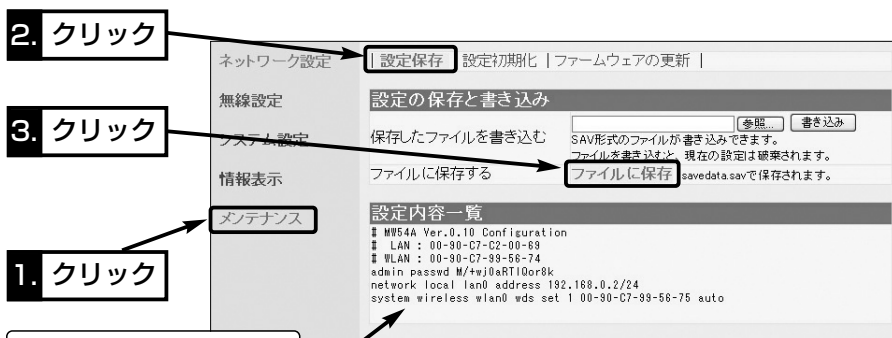 2. クリック
ネットワーク設定
| 設定保存 設定初期化 | ファームウェアの更新 |
無線設定
設定の保存と書き込み
3. クリック
システム設定
保存したファイルを書き込む
参照... 書き込み
SAV形式のファイルが書き込みできます。
ファイルを書き込むと、現在の設定は破棄されます。
情報表示
ファイルに保存する
ファイルに保存 savedata.savで保存されます。
メンテナンス
設定内容一覧
# MW54A Ver.0.10 Configuration
# LAN : 00-90-C7-C2-00-69
# WLAN : 00-90-C7-99-56-74
admin passwd M/+wj0aRTIQor8k
network local lan0 address 192.168.0.2/24
system wireless wlan0 wds set 1 00-90-C7-99-56-75 auto
1. クリック